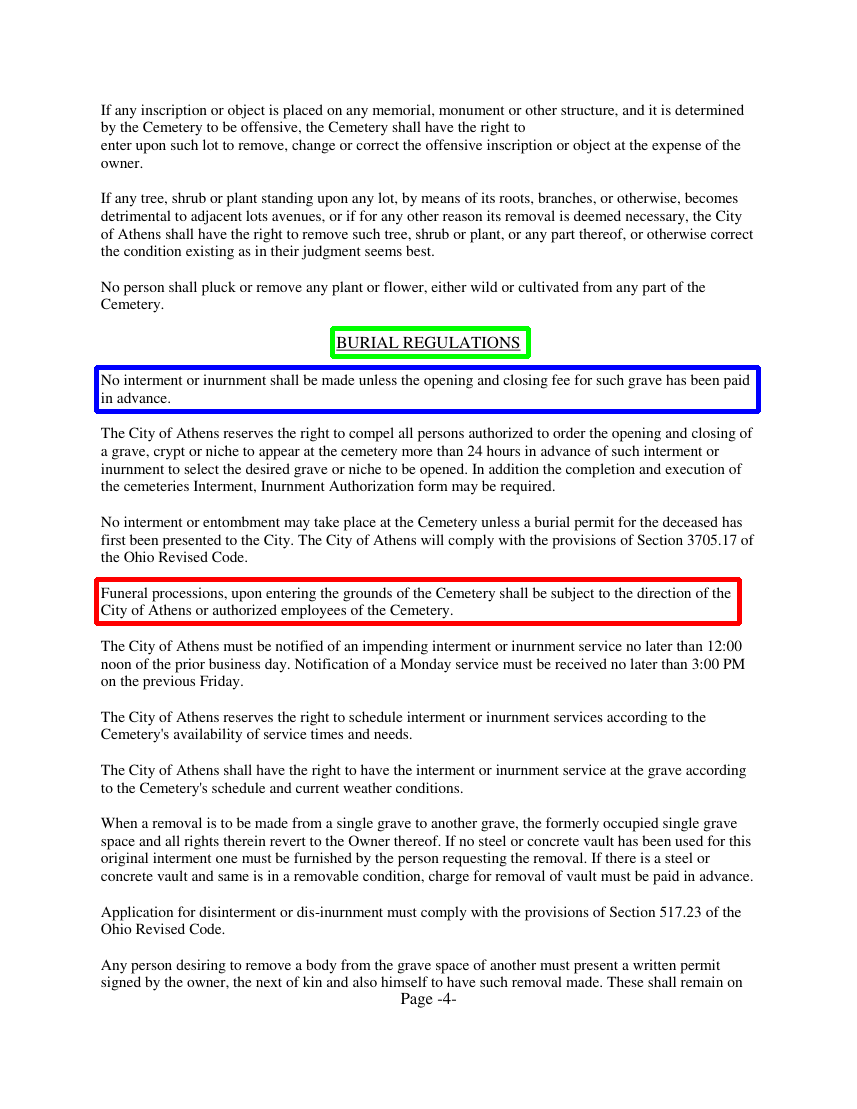 If any inscription or object is placed on any memorial, monument or other structure, and it is determined
by the Cemetery to be offensive, the Cemetery shall have the right to
enter upon such lot to remove, change or correct the offensive inscription or object at the expense of the
owner.
If any tree, shrub or plant standing upon any lot, by means of its roots, branches, or otherwise, becomes
detrimental to adjacent lots avenues, or if for any other reason its removal is deemed necessary, the City
of Athens shall have the right to remove such tree, shrub or plant, or any part thereof, or otherwise correct
the condition existing as in their judgment seems best.
No person shall pluck or remove any plant or flower, either wild or cultivated from any part of the
Cemetery.
BURIAL REGULATIONS
No interment or inurnment shall be made unless the opening and closing fee for such grave has been paid
in advance.
The City of Athens reserves the right to compel all persons authorized to order the opening and closing of
a grave, crypt or niche to appear at the cemetery more than 24 hours in advance of such interment or
inurnment to select the desired grave or niche to be opened. In addition the completion and execution of
the cemeteries Interment, Inurnment Authorization form may be required.
No interment or entombment may take place at the Cemetery unless a burial permit for the deceased has
first been presented to the City. The City of Athens will comply with the provisions of Section 3705.17 of
the Ohio Revised Code.
Funeral processions, upon entering the grounds of the Cemetery shall be subject to the direction of the
City of Athens or authorized employees of the Cemetery.
The City of Athens must be notified of an impending interment or inurnment service no later than 12:00
noon of the prior business day. Notification of a Monday service must be received no later than 3:00 PM
on the previous Friday.
The City of Athens reserves the right to schedule interment or inurnment services according to the
Cemetery's availability of service times and needs.
The City of Athens shall have the right to have the interment or inurnment service at the grave according
to the Cemetery's schedule and current weather conditions.
When a removal is to be made from a single grave to another grave, the formerly occupied single grave
space and all rights therein revert to the Owner thereof. If no steel or concrete vault has been used for this
original interment one must be furnished by the person requesting the removal. If there is a steel or
concrete vault and same is in a removable condition, charge for removal of vault must be paid in advance.
Application for disinterment or dis-inurnment must comply with the provisions of Section 517.23 of the
Ohio Revised Code.
Any person desiring to remove a body from the grave space of another must present a written permit
signed by the owner, the next of kin and also himself to have such removal made. These shall remain on
Page -4-